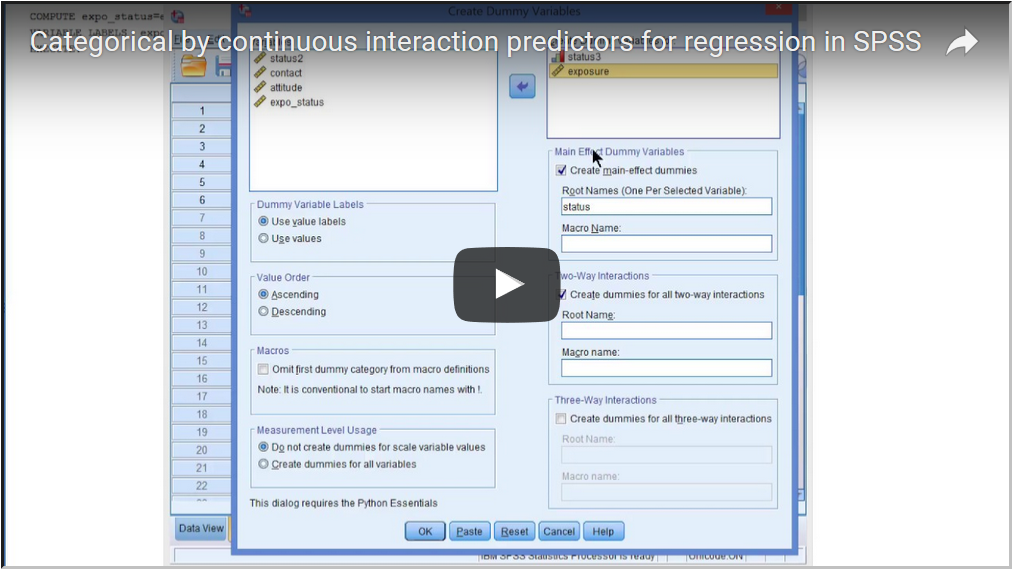 COMPUTE expo_status=e
Create Dummy Variables
Categorical by continuous interaction predictors for regression in SPSS
status2
contact
attitude
expo_status
status3
exposure
Dummy Variable Labels
Use value labels
Use values
Value Order
Ascending
Descending
Macros
Omit first dummy category from macro definitions
Note: It is conventional to start macro names with !.
Measurement Level Usage
Do not create dummies for scale variable values
Create dummies for all variables
This dialog requires the Python Essentials
Main Effect Dummy Variables
Create main-effect dummies
Root Names (One Per Selected Variable):
status
Macro Name:
Two-Way Interactions
Create dummies for all two-way interactions
Root Name:
Macro name:
Three-Way Interactions
Create dummies for all three-way interactions
Root Name:
Macro name:
OK Paste Reset Cancel Help
1
2
3
4
5
6
7
8
9
10
11
12
13
14
15
16
17
18
19
20
21
22
Data View
IBM SPSS Statistics Processor is ready
Unicode:ON